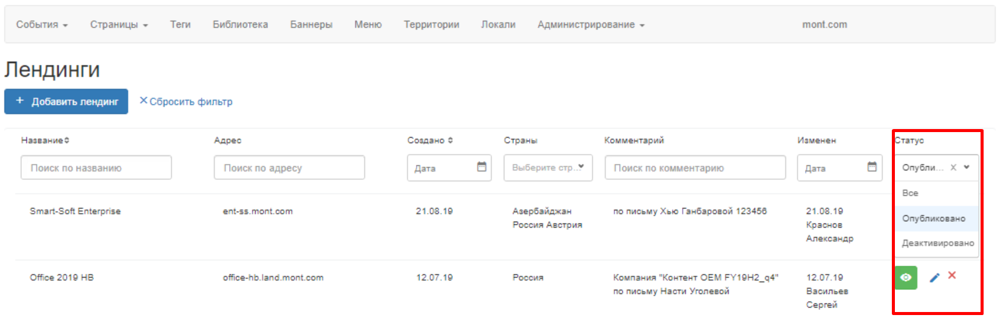 События Страницы Теги Библиотека Баннеры Меню Территории Локали Администрирование mont.com
Лендинги
+ Добавить лендинг ×Сбросить фильтр
Название Адрес Создано Страны Комментарий Изменен Статус
Поиск по названию Поиск по адресу Дата Выберите стр... Поиск по комментарию Дата Опубли... ×
Все
Опубликовано
Деактивировано
Smart-Soft Enterprise ent-ss.mont.com 21.08.19 Азербайджан по письму Хью Ганбаровой 123456 21.08.19
Россия Австрия Краснов
Александр
Office 2019 HB office-hb.land.mont.com 12.07.19 Россия Компания "Контент OEM FY19H2_q4" 12.07.19
по письму Насти Уголевой Васильев
Сергей